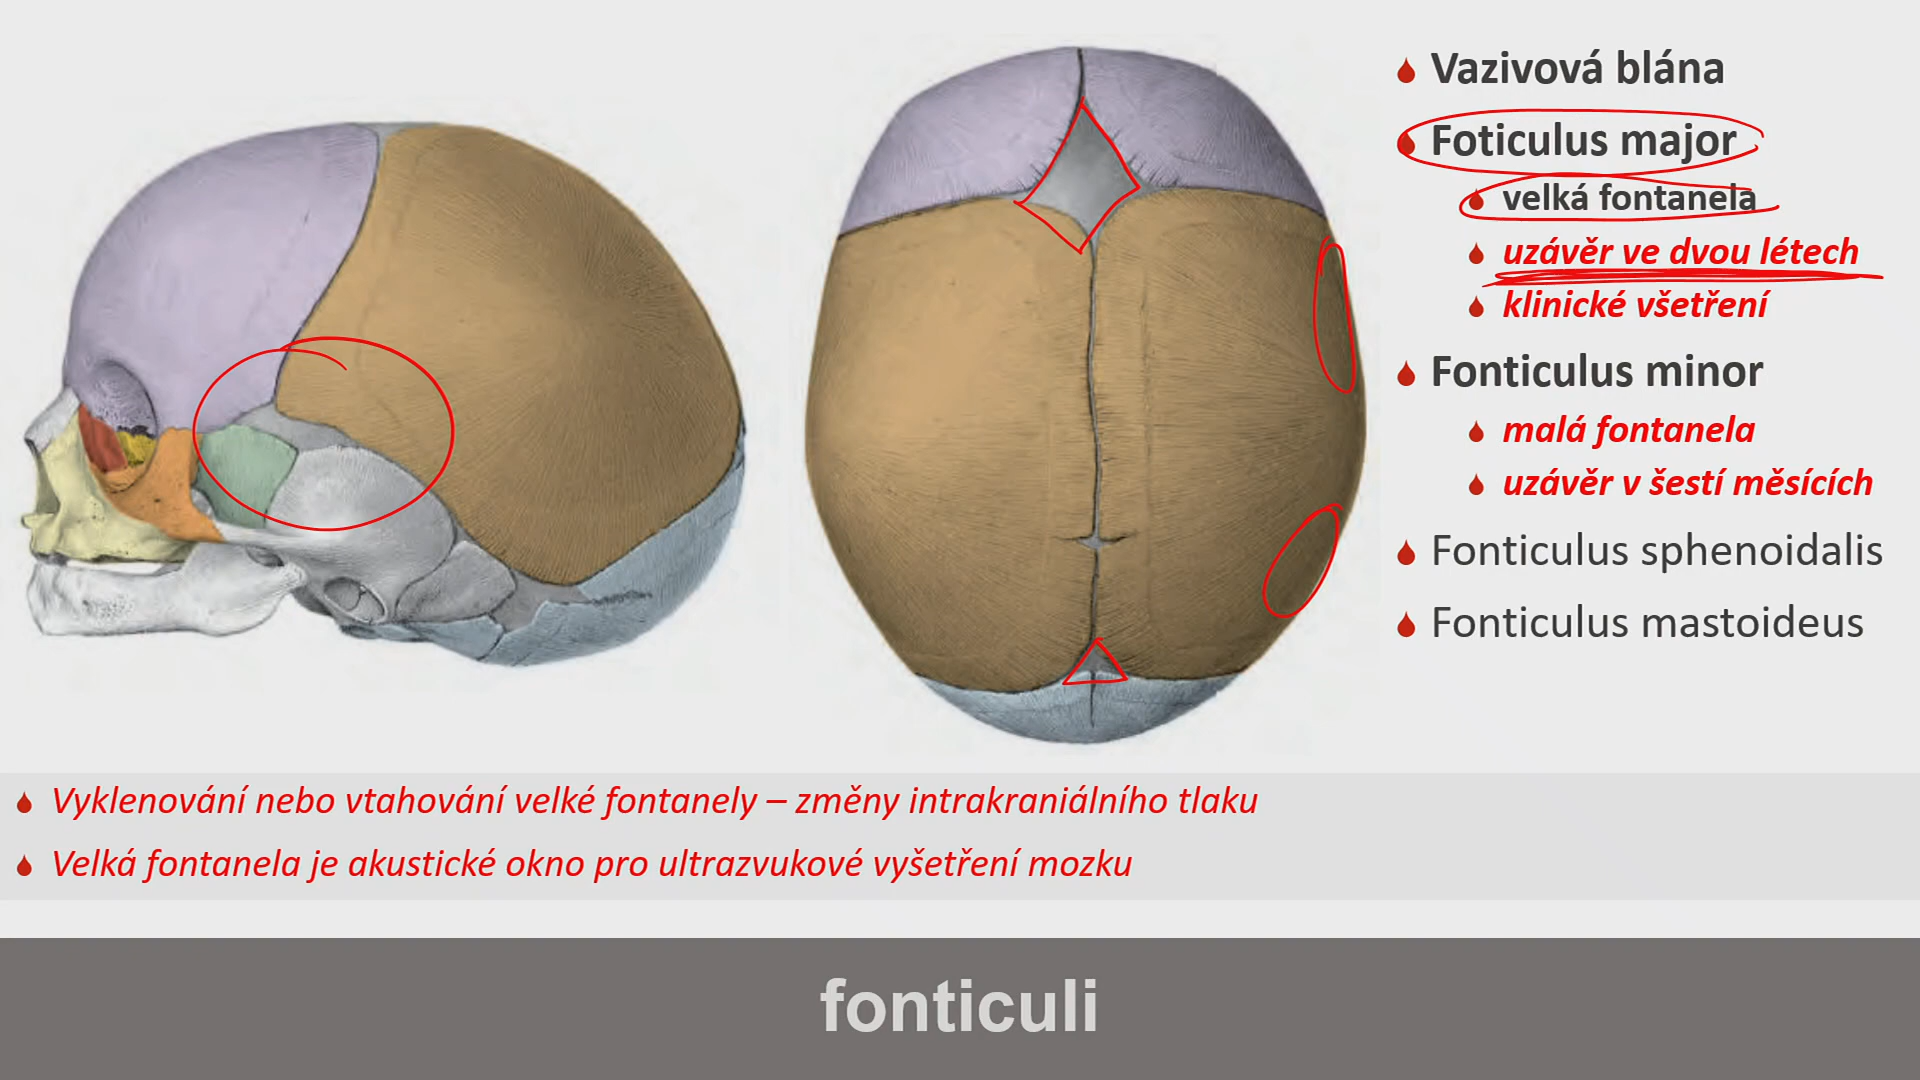 Vazivová blána
Foticulus major
velká fontanela
uzávěr ve dvou létech
klinické všetření
Fonticulus minor
malá fontanela
uzávěr v šestí měsících
Fonticulus sphenoidalis
Fonticulus mastoideus
Vyklenování nebo vtahování velké fontanely – změny intrakraniálního tlaku
Velká fontanela je akustické okno pro ultrazvukové vyšetření mozku
fonticuli